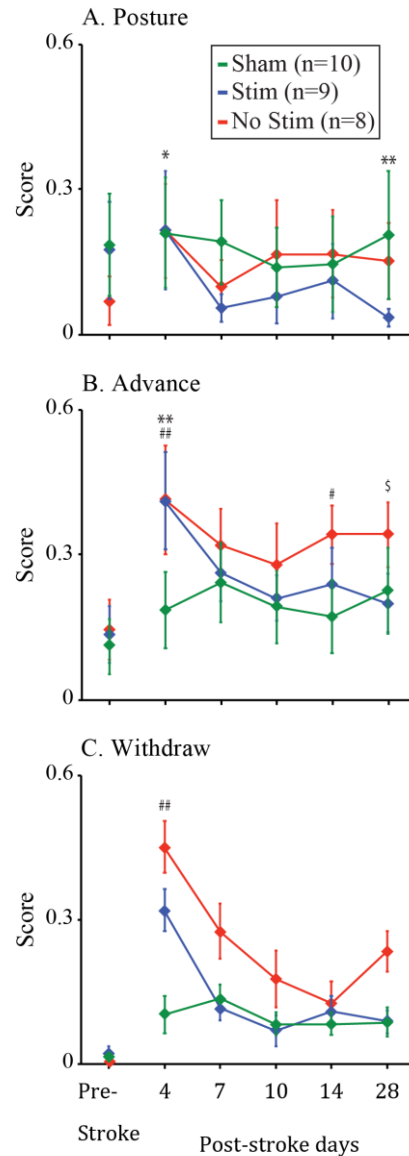 A. Posture
0.6
Sham (n=10)
Stim (n=9)
No Stim (n=8)
*
**
Score
0.3
0
B. Advance
0.6
**
##
#
$
Score
0.3
0
C. Withdraw
0.6
##
Score
0.3
0
Pre- 4 7 10 14 28
Stroke Post-stroke days